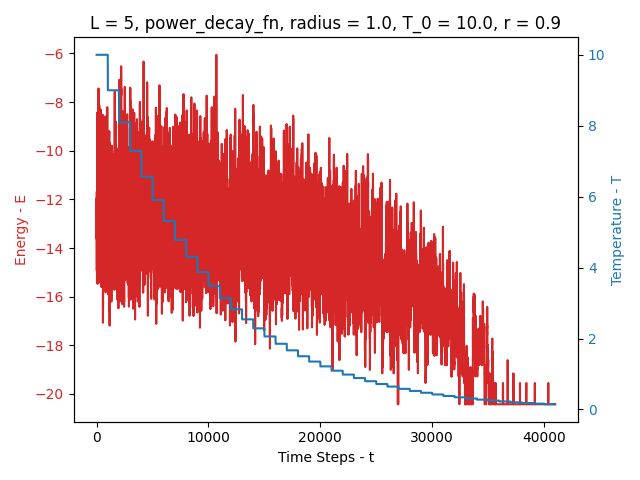 L = 5, power_decay_fn, radius = 1.0, T_0 = 10.0, r = 0.9
−6
−8
−10
−12
−14
−16
−18
−20
Energy - E
10
8
6
4
2
0
Temperature - T
0 10000 20000 30000 40000
Time Steps - t